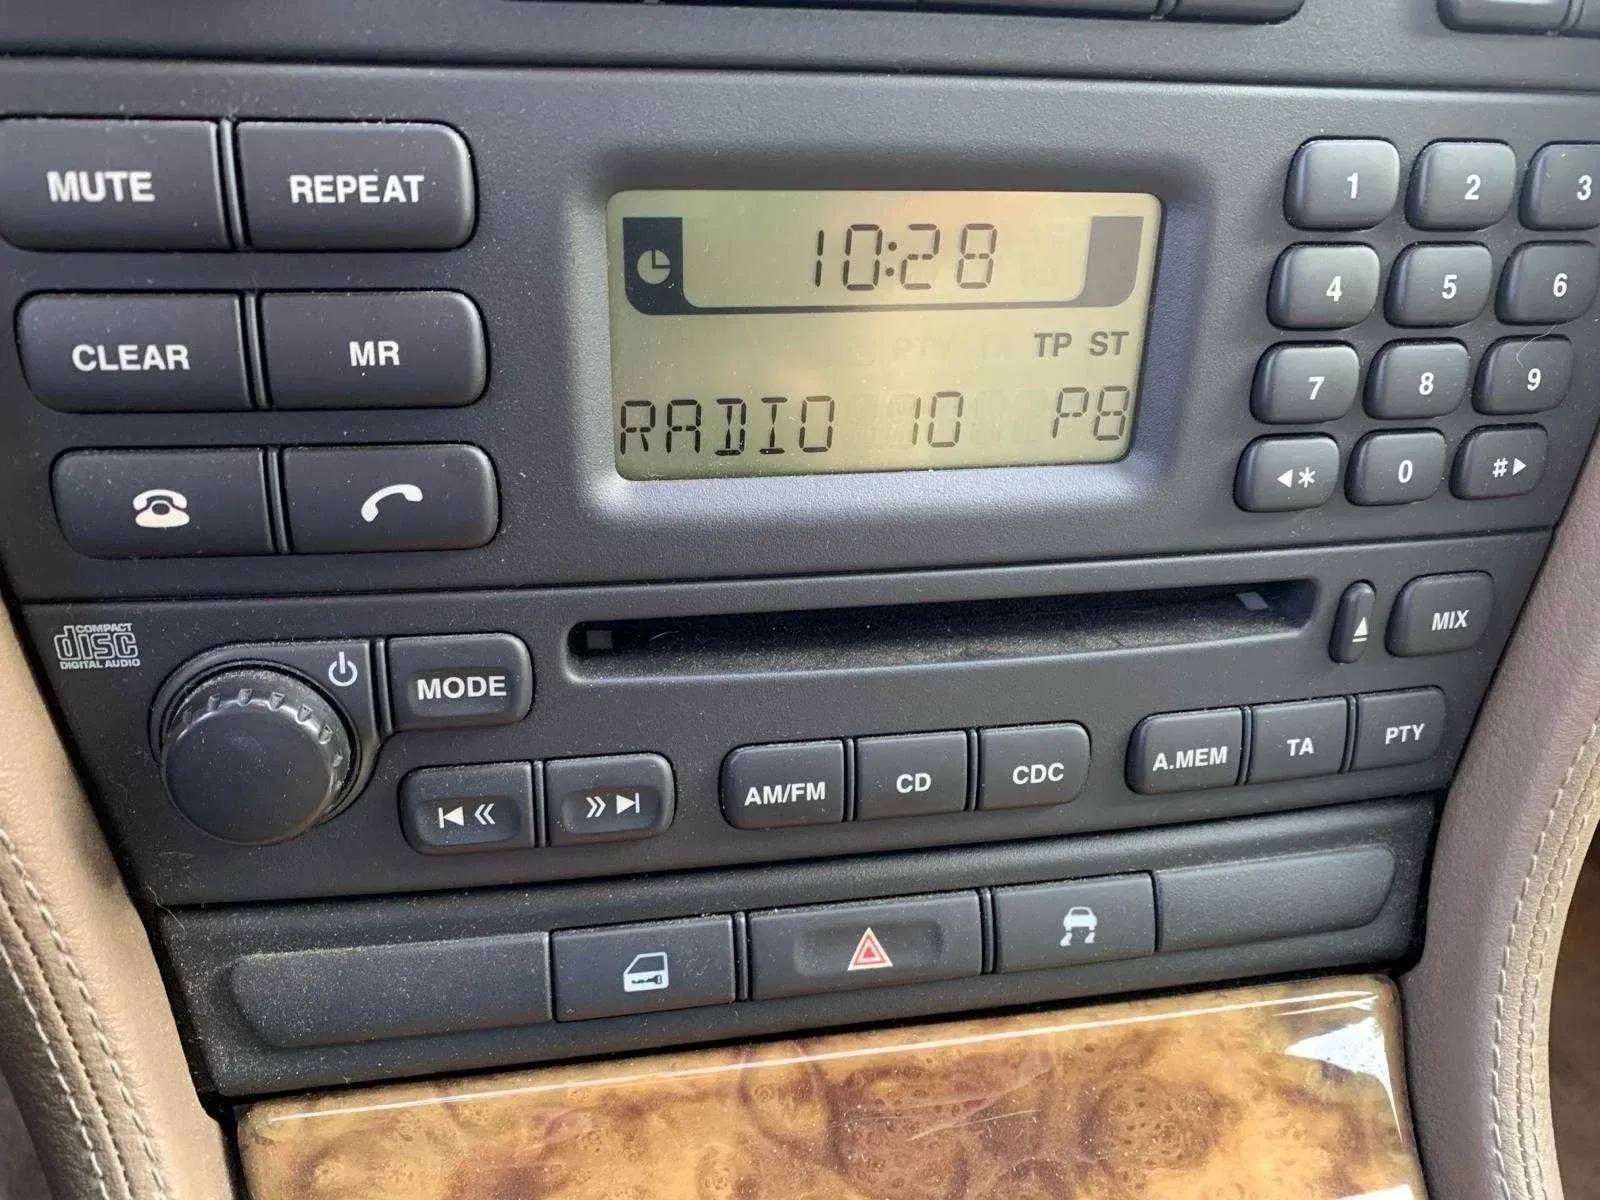 MUTE REPEAT
10:28
1 2 3
CLEAR MR
TP ST
4 5 6
RADIO 10 P8
7 8 9
* 0 #
COMPACT
disc
DIGITAL AUDIO
MODE
MIX
AM/FM CD CDC
A.MEM TA PTY